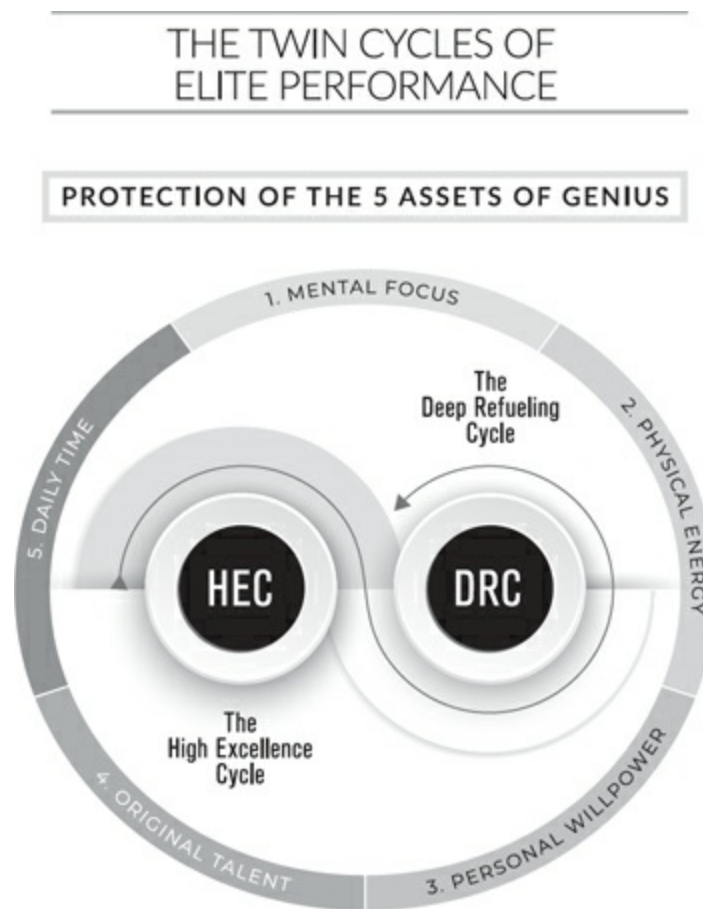 THE TWIN CYCLES OF
ELITE PERFORMANCE
PROTECTION OF THE 5 ASSETS OF GENIUS
1. MENTAL FOCUS
2. PHYSICAL ENERGY
3. PERSONAL WILLPOWER
4. ORIGINAL TALENT
5. DAILY TIME
The
Deep Refueling
Cycle
HEC
DRC
The
High Excellence
Cycle